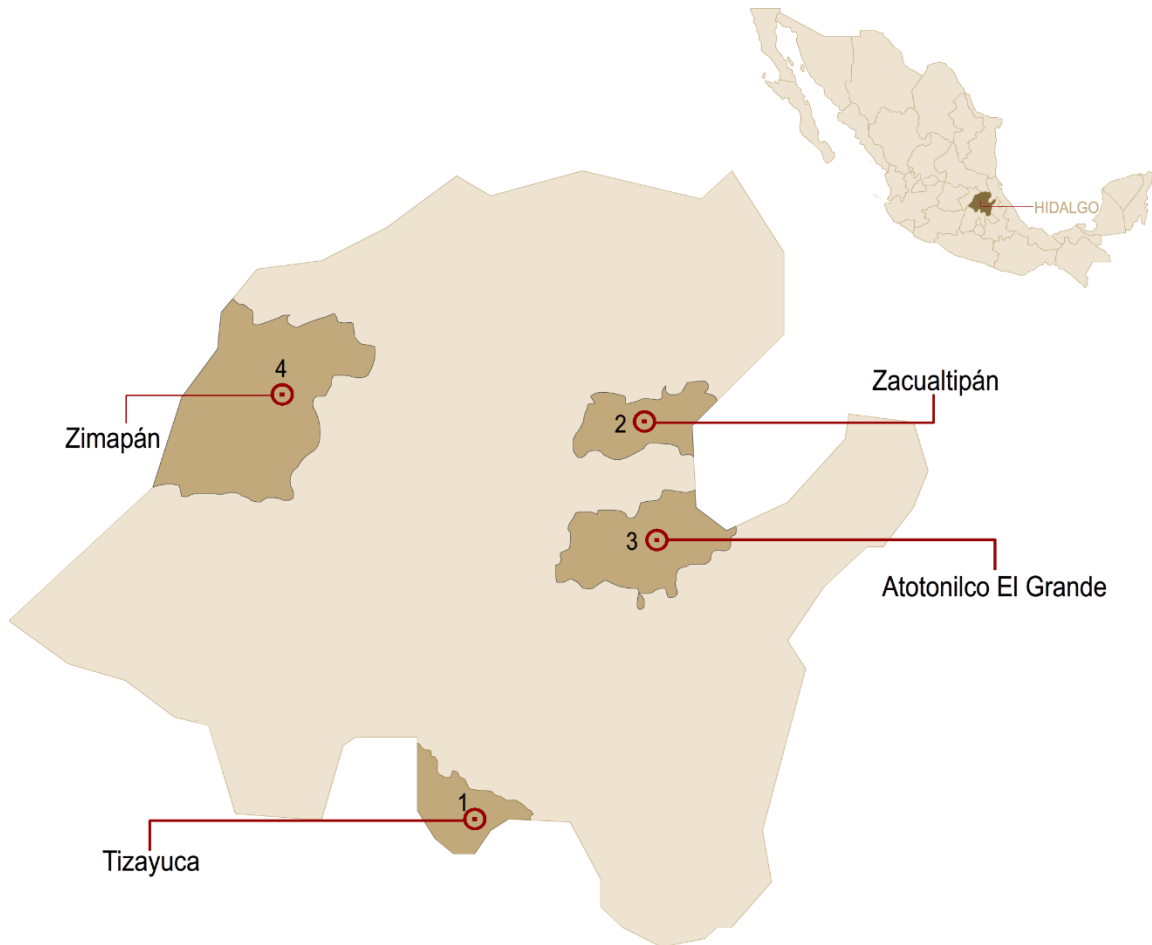 HIDALGO
4
Zacualtipán
2
Zimapán
3
Atotonilco El Grande
1
Tizayuca